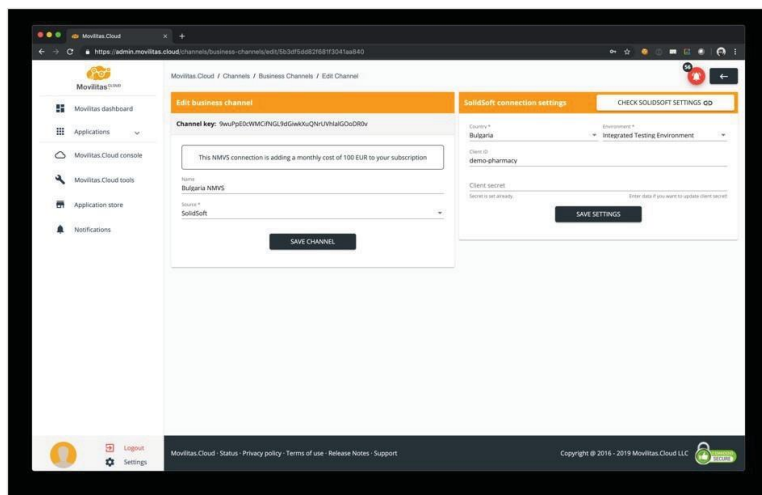 Movilitas.Cloud
https://admin.movilitas.cloud/channels/business-channels/edit/5b3df5dd82f681f3041aa840
Movilitas CLOUD
Movilitas.Cloud / Channels / Business Channels / Edit Channel
56
Movilitas dashboard
Applications
Movilitas.Cloud console
Movilitas.Cloud tools
Application store
Notifications
Edit business channel
Channel key: 9wuPpE0cWMCifNGL9dGiwkXuQNrUVhlalGOoDR0v
This NMVS connection is adding a monthly cost of 100 EUR to your subscription
Name
Bulgaria NMVS
Source *
SolidSoft
SAVE CHANNEL
SolidSoft connection settings
CHECK SOLIDSOFT SETTINGS
Country *
Bulgaria
Environment *
Integrated Testing Environment
Client ID
demo-pharmacy
Client secret
Secret is set already.
Enter data if you want to update client secret!
SAVE SETTINGS
Logout
Settings
Movilitas.Cloud · Status · Privacy policy · Terms of use · Release Notes · Support
Copyright @ 2016 - 2019 Movilitas.Cloud LLC
SECURE